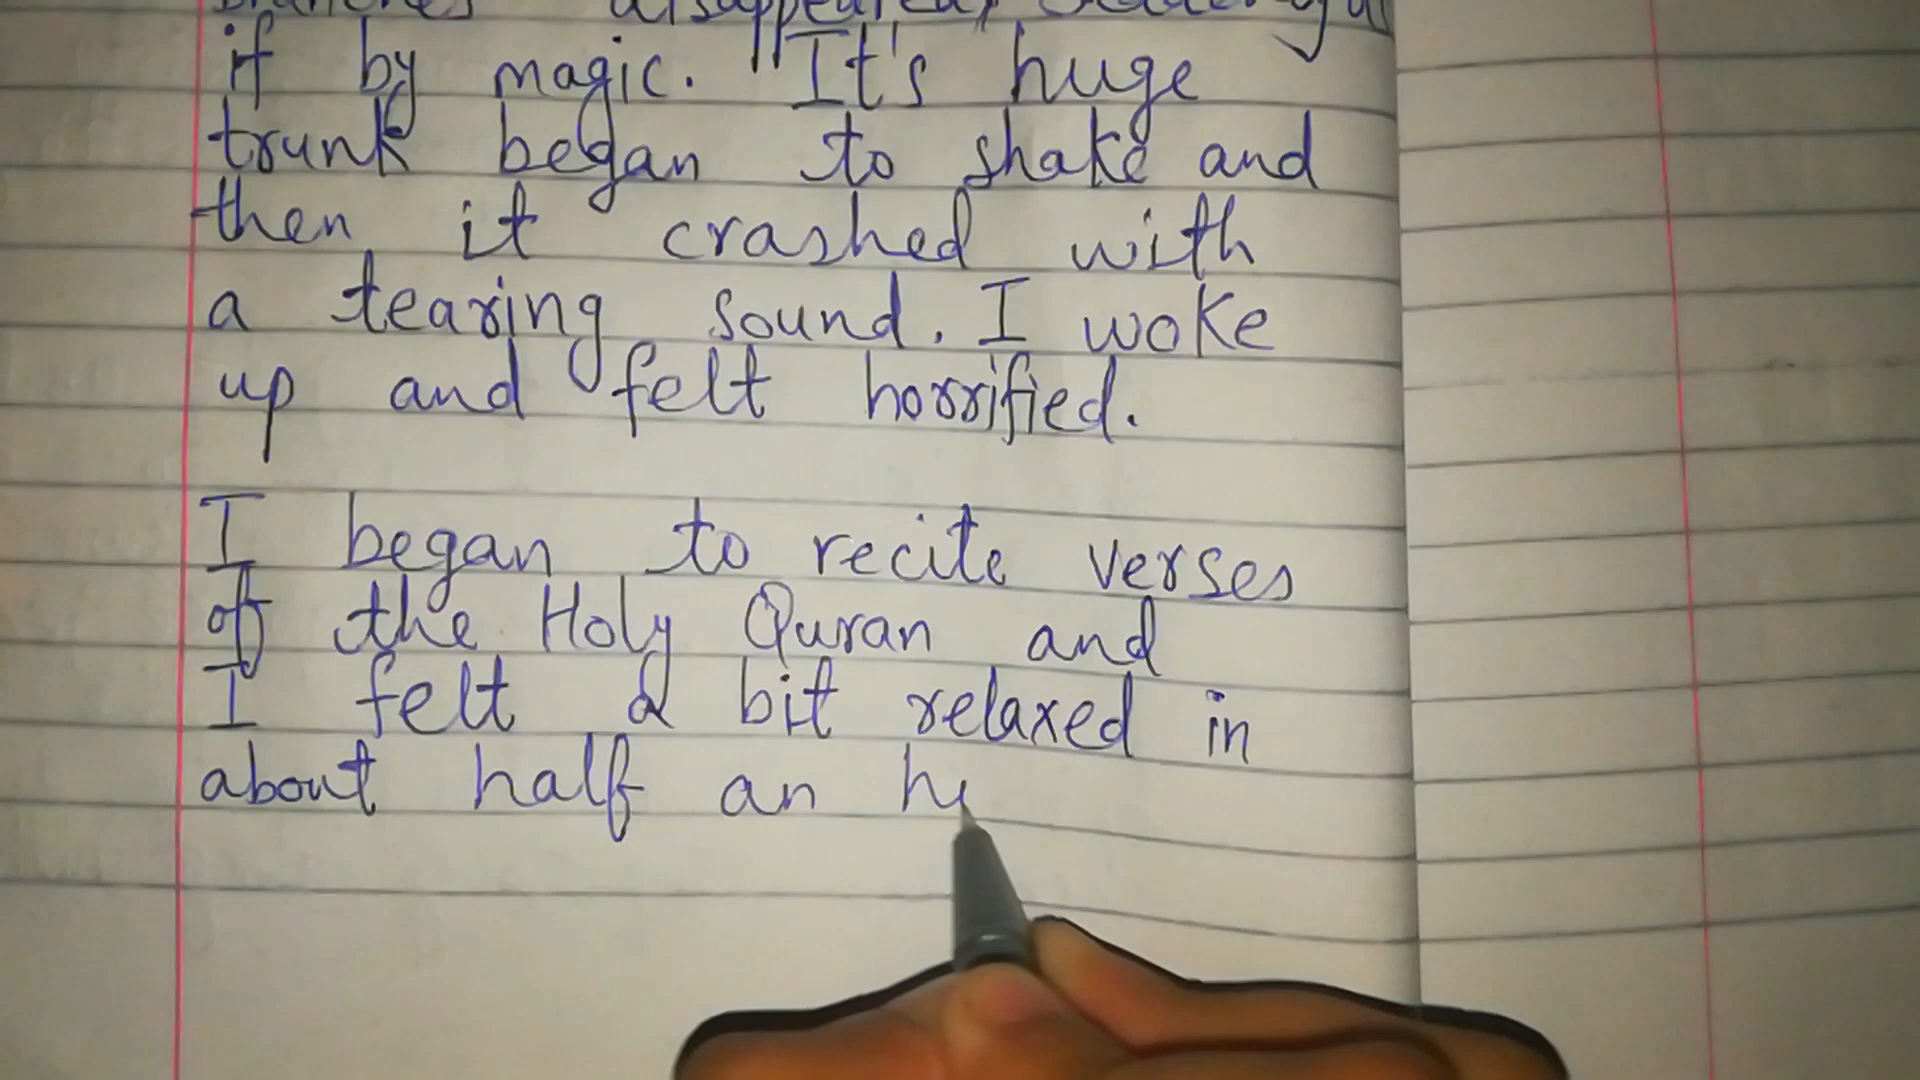 if by magic. "It's huge
trunk began to shake and
then it crashed with
a tearing sound. I woke
up and felt horrified.
I began to recite verses
of the Holy Quran and
I felt a bit relaxed in
about half an